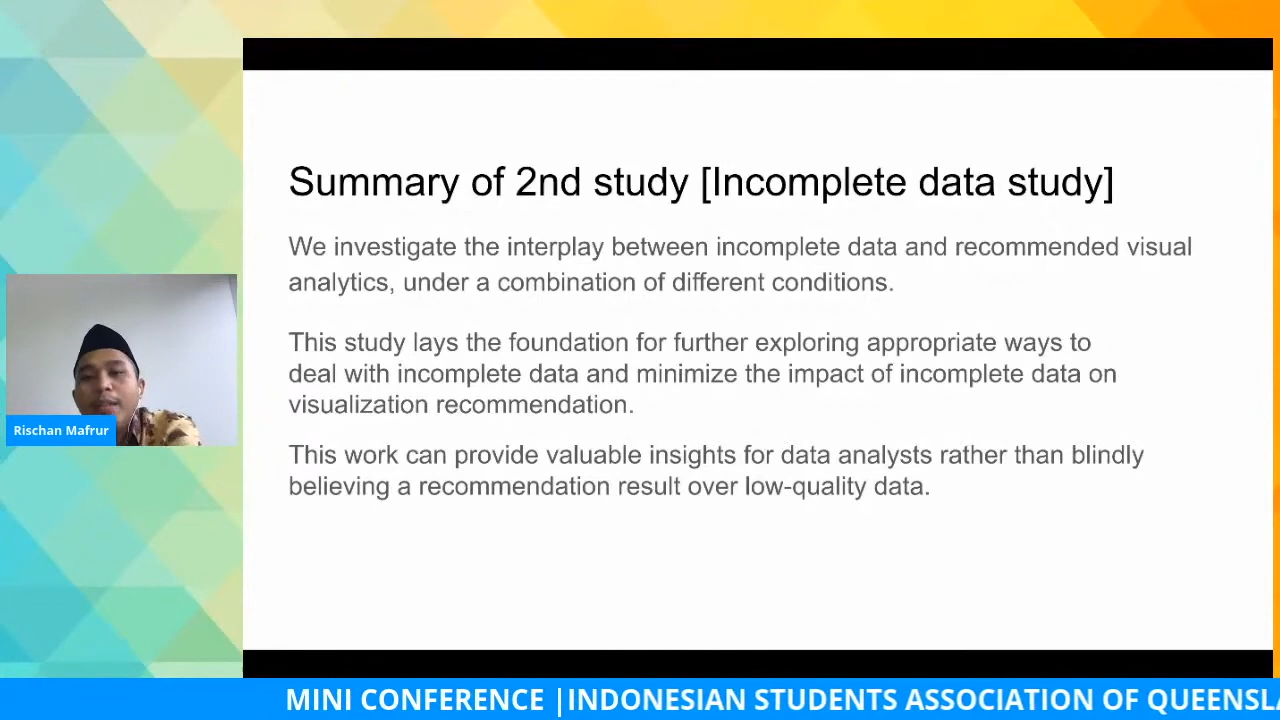 Summary of 2nd study [Incomplete data study]
We investigate the interplay between incomplete data and recommended visual
analytics, under a combination of different conditions.
This study lays the foundation for further exploring appropriate ways to
deal with incomplete data and minimize the impact of incomplete data on
visualization recommendation.
This work can provide valuable insights for data analysts rather than blindly
believing a recommendation result over low-quality data.
Rischan Mafrur
MINI CONFERENCE |INDONESIAN STUDENTS ASSOCIATION OF QUEENSLA